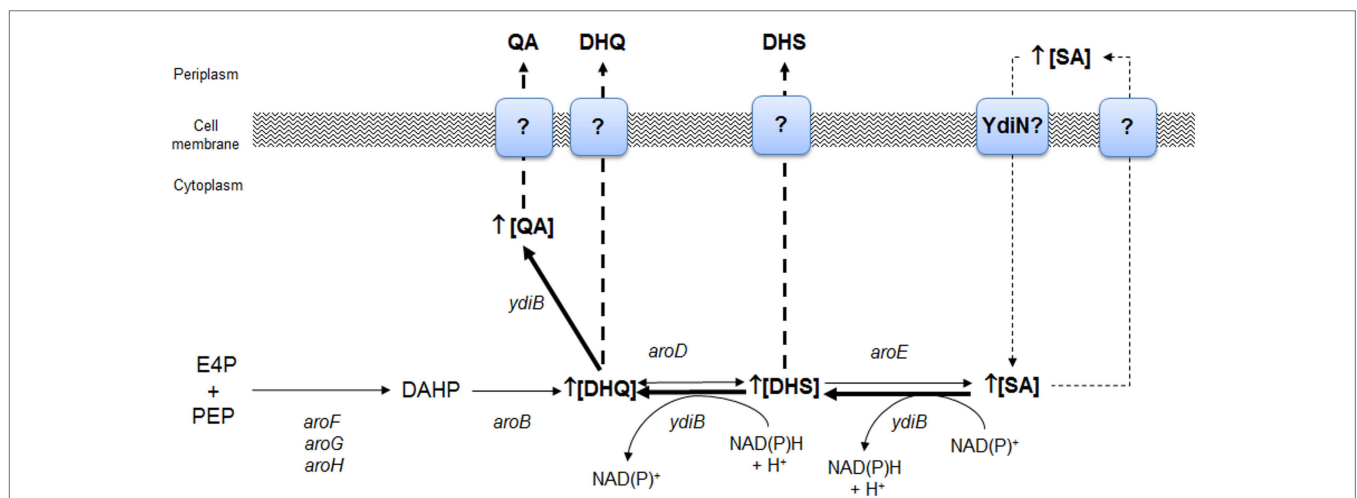 QA
DHQ
DHS
↑[SA]
Periplasm
Cell
membrane
?
?
?
YdiN?
?
Cytoplasm
↑[QA]
ydiB
aroD
aroE
E4P
+
PEP
DAHP
↑[DHQ]
↑[DHS]
↑[SA]
aroF
aroG
aroH
aroB
ydiB
NAD(P)H
+ H⁺
NAD(P)⁺
ydiB
NAD(P)⁺
NAD(P)H
+ H⁺